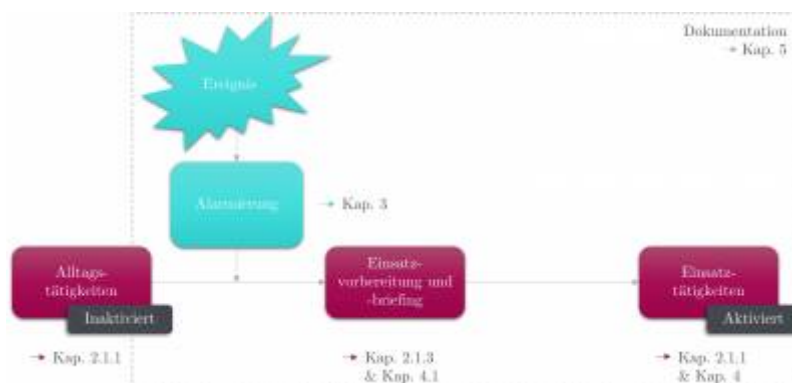 Dokumentation
→ Kap. 5
Ereignis
Alarmierung
→ Kap. 3
Alltags-
tätigkeiten
Inaktiviert
→ Kap. 2.1.1
Einsatz-
vorbereitung und
-briefing
→ Kap. 2.1.3
& Kap. 4.1
Einsatz-
tätigkeiten
Aktiviert
→ Kap. 2.1.1
& Kap. 4